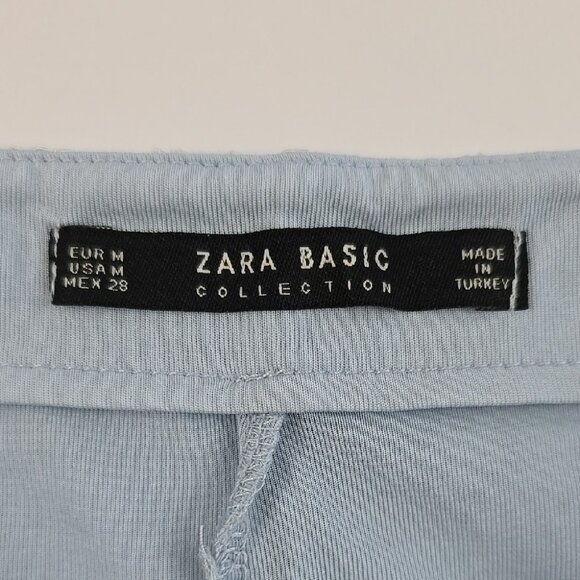 EUR M
USA M
MEX 28
ZARA BASIC
COLLECTION
MADE
IN
TURKEY